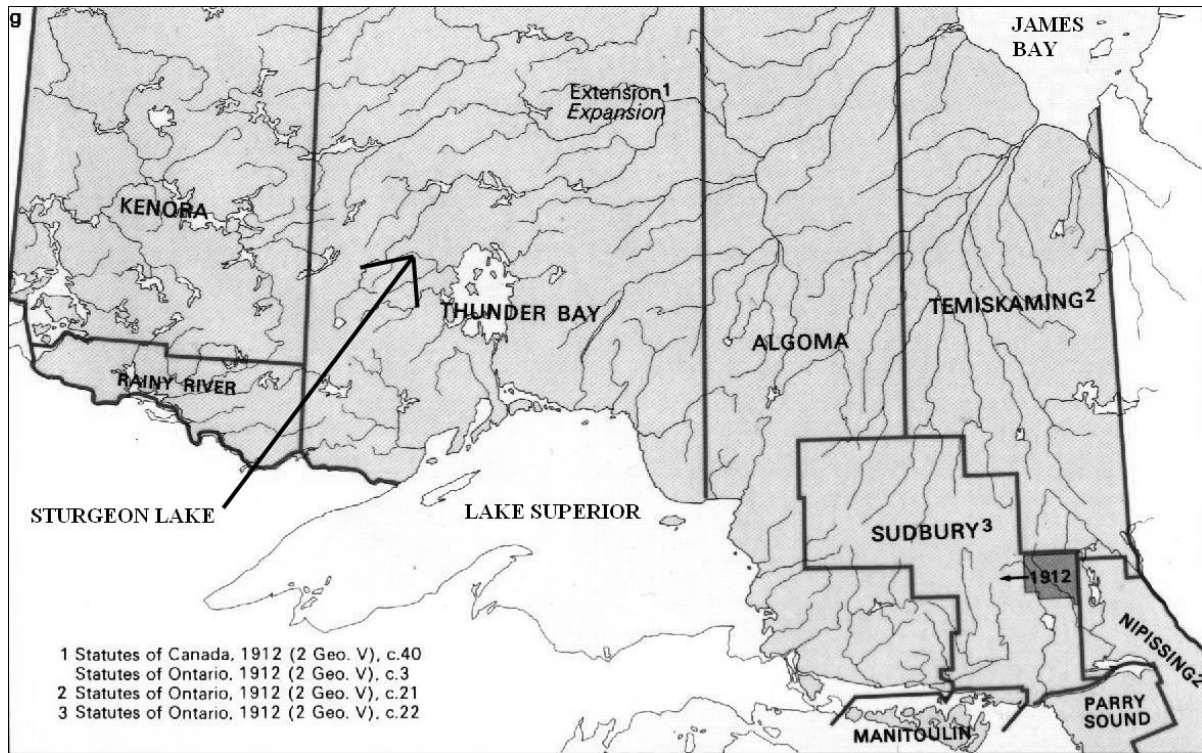 g
JAMES
BAY
Extension¹
Expansion
KENORA
THUNDER BAY
TEMISKAMING²
ALGOMA
RAINY RIVER
STURGEON LAKE
LAKE SUPERIOR
SUDBURY³
1912
NIPISSING²
PARRY
SOUND
MANITOULIN
1 Statutes of Canada, 1912 (2 Geo. V), c.40
Statutes of Ontario, 1912 (2 Geo. V), c.3
2 Statutes of Ontario, 1912 (2 Geo. V), c.21
3 Statutes of Ontario, 1912 (2 Geo. V), c.22